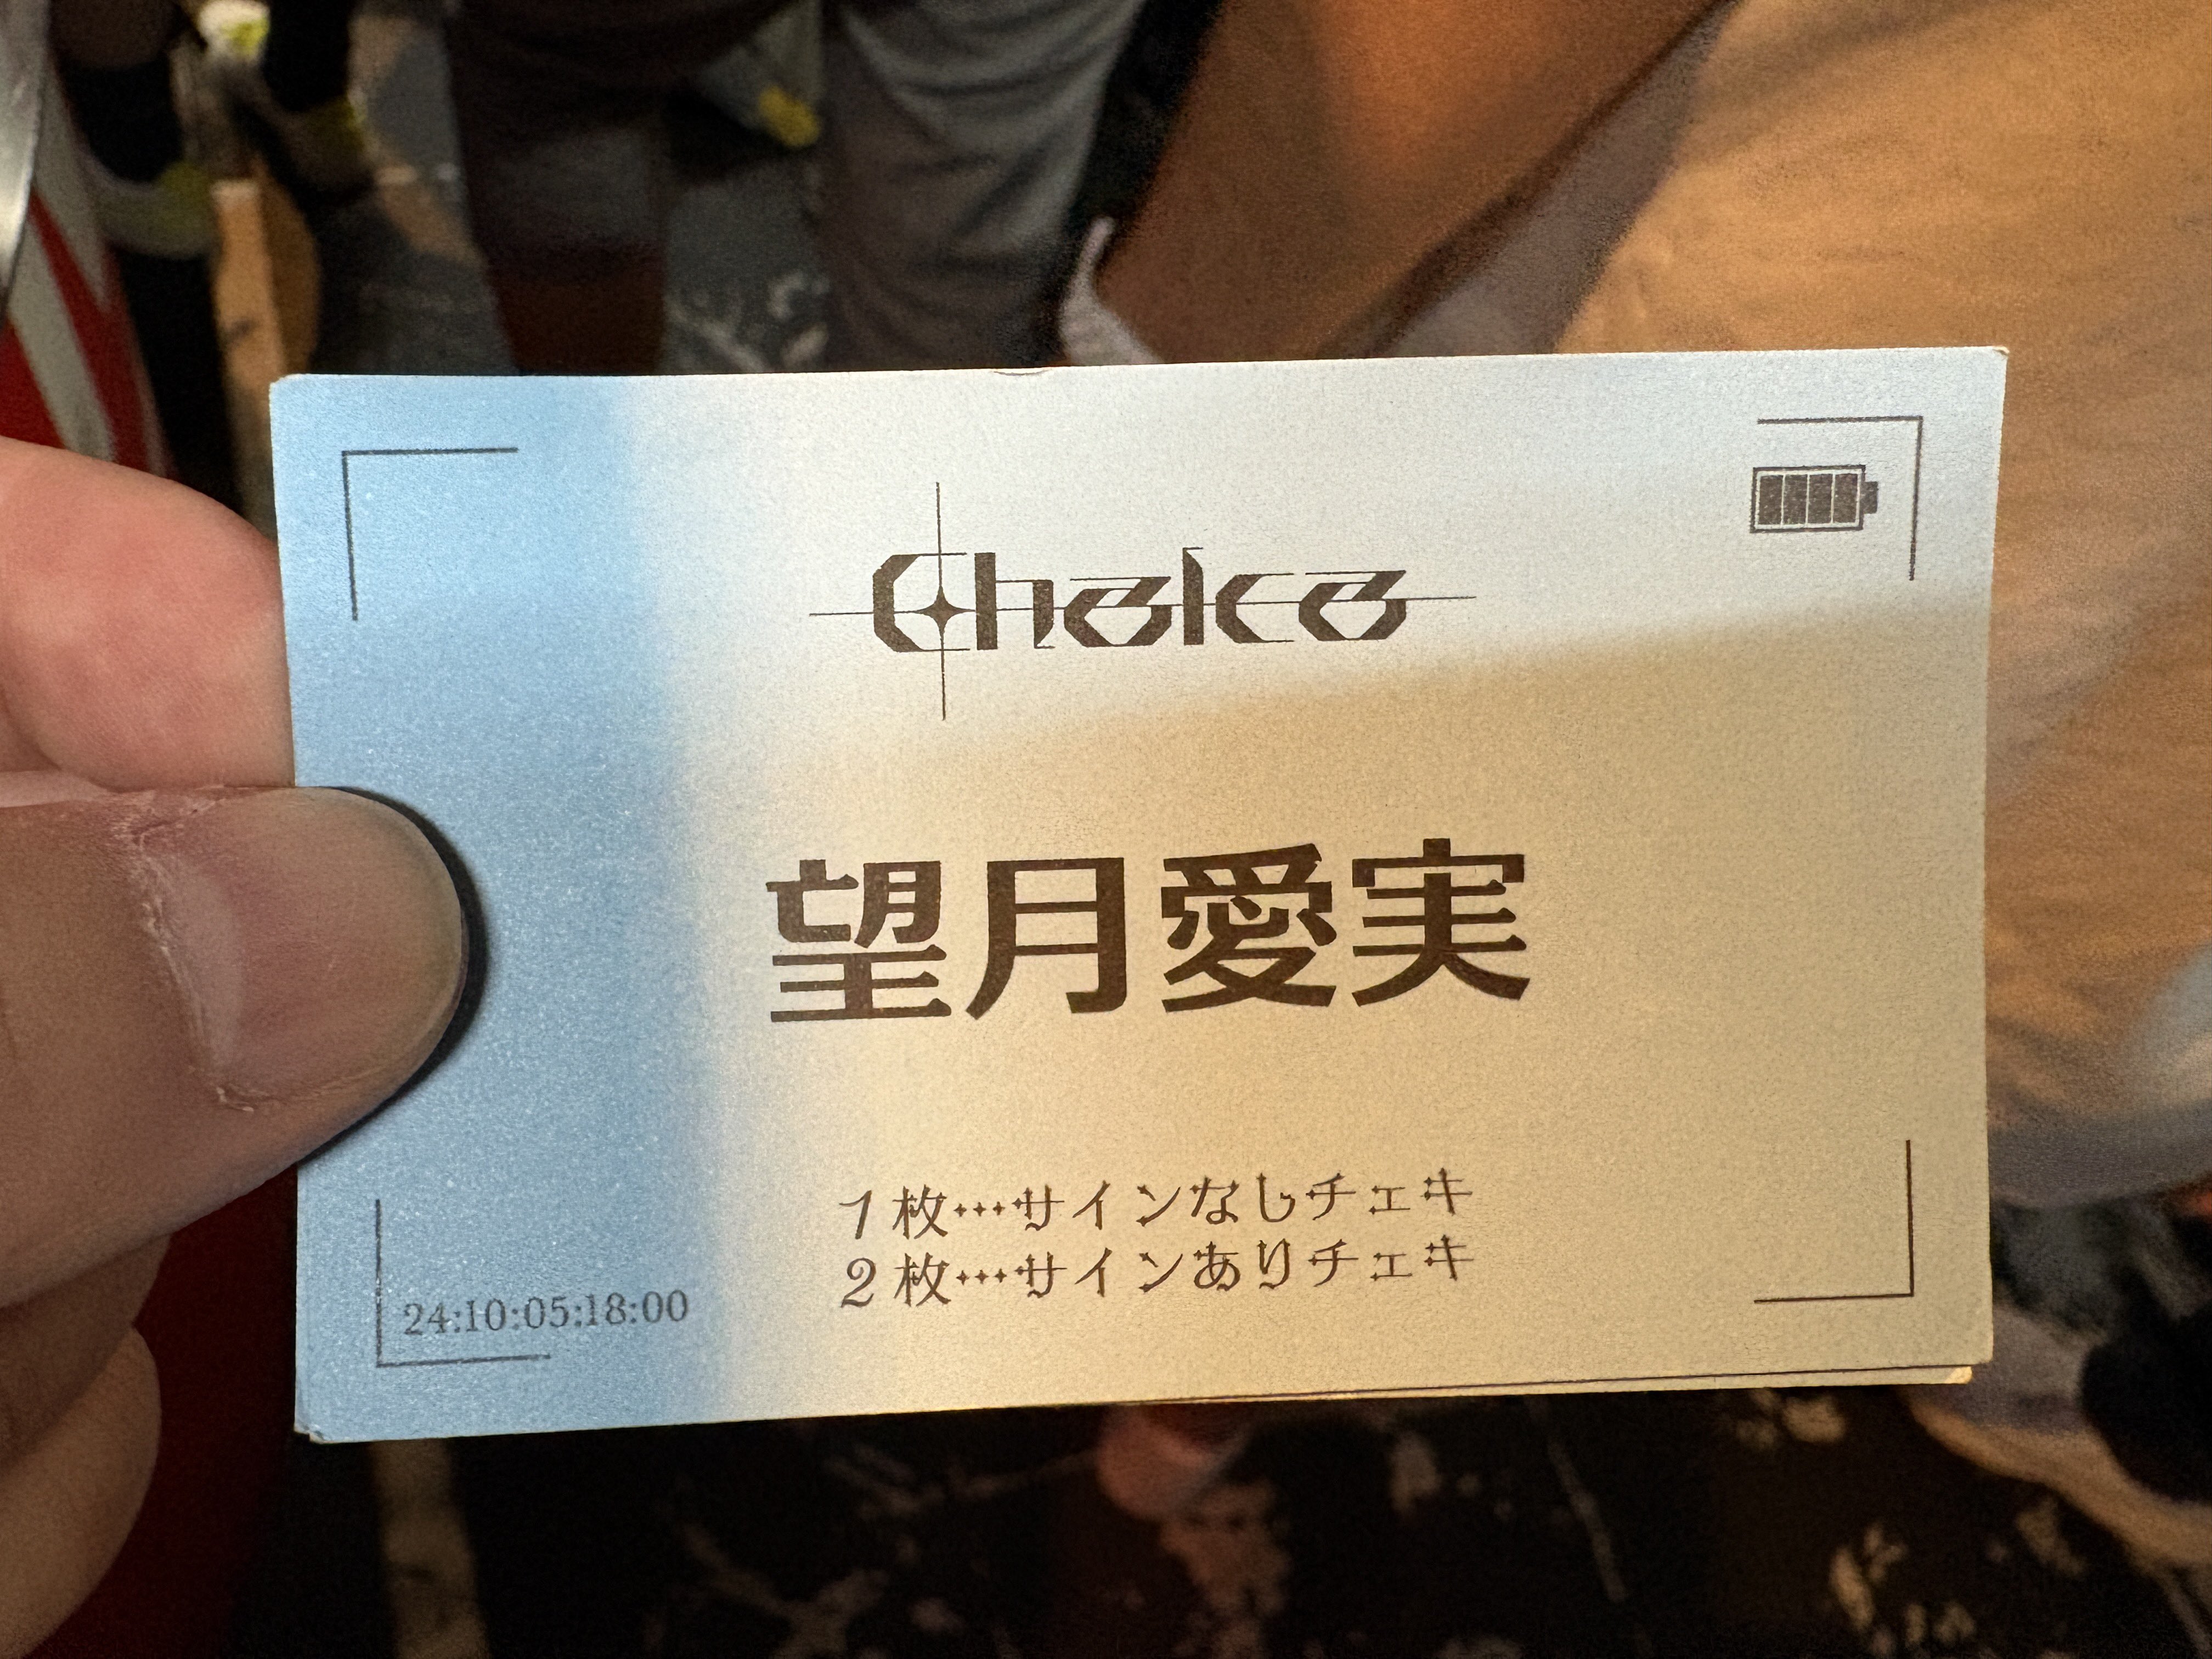 Choice
望月愛実
1枚…サインなしチェキ
2枚…サインありチェキ
24:10:05:18:00